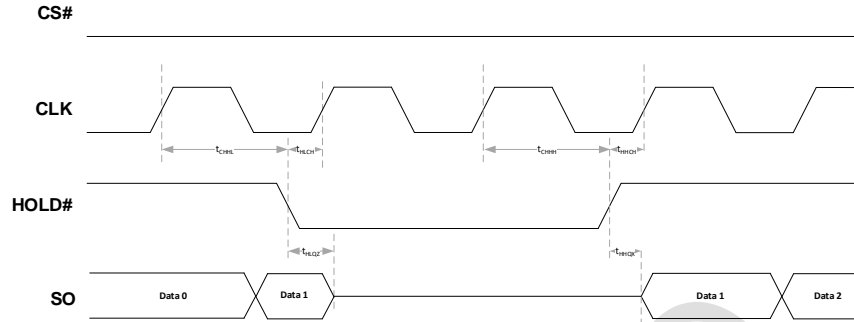 CS#
CLK
tCHHL tHLCH tCHHH tHHCH
HOLD#
tHLQZ tHHQX
SO Data 0 Data 1 Data 1 Data 2